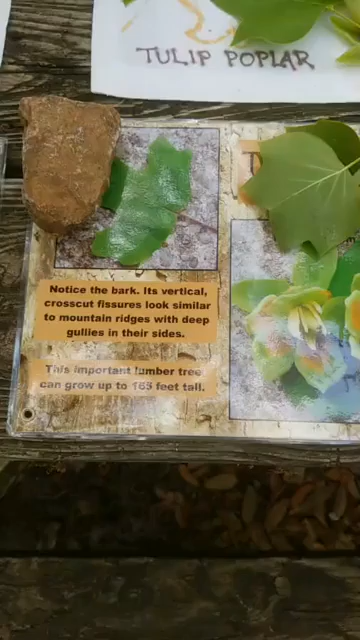 TULIP POPLAR
Notice the bark. Its vertical,
crosscut fissures look similar
to mountain ridges with deep
gullies in their sides.
This important lumber tree
can grow up to 165 feet tall.